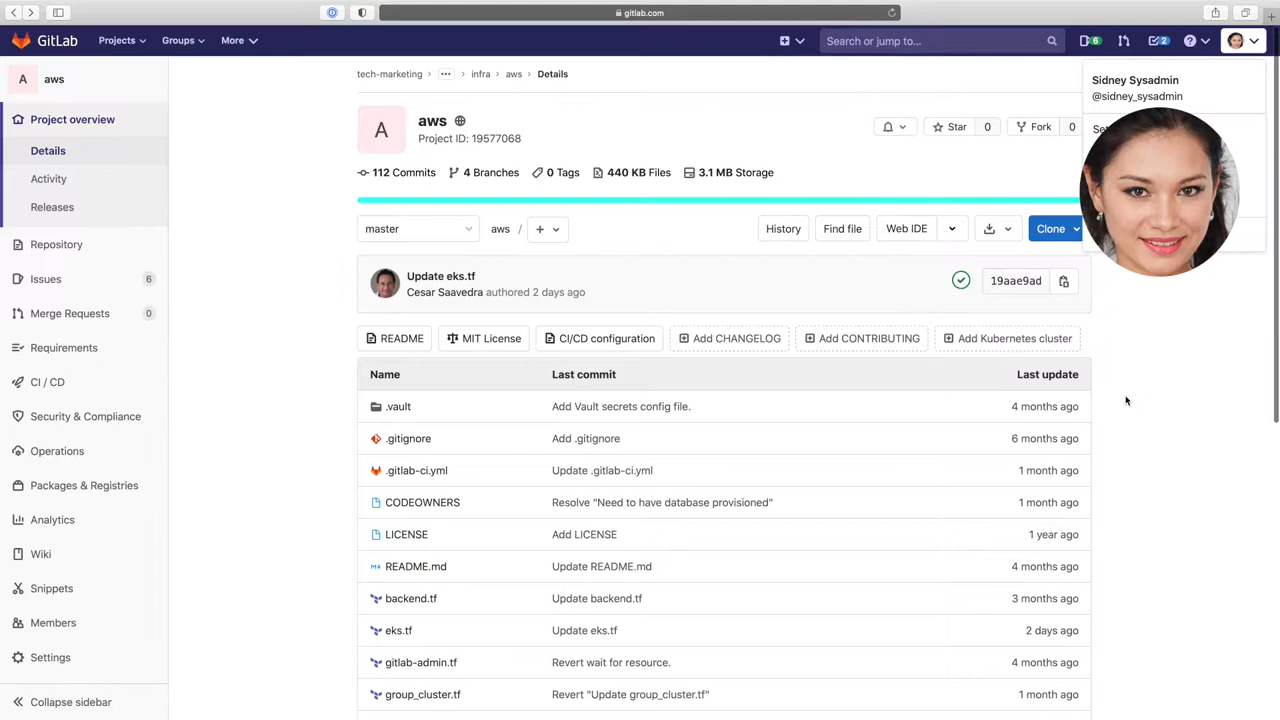 gitlab.com
GitLab Projects Groups More Search or jump to... 6 2
A aws
Project overview
Details
Activity
Releases
Repository
Issues 6
Merge Requests 0
Requirements
CI / CD
Security & Compliance
Operations
Packages & Registries
Analytics
Wiki
Snippets
Members
Settings
Collapse sidebar
tech-marketing ... infra aws Details
A
aws
Project ID: 19577068
Star 0 Fork 0
112 Commits 4 Branches 0 Tags 440 KB Files 3.1 MB Storage
master aws / + History Find file Web IDE Clone
Update eks.tf
Cesar Saavedra authored 2 days ago
19aae9ad
README MIT License CI/CD configuration Add CHANGELOG Add CONTRIBUTING Add Kubernetes cluster
Name Last commit Last update
.vault Add Vault secrets config file. 4 months ago
.gitignore Add .gitignore 6 months ago
.gitlab-ci.yml Update .gitlab-ci.yml 1 month ago
CODEOWNERS Resolve "Need to have database provisioned" 1 month ago
LICENSE Add LICENSE 1 year ago
README.md Update README.md 4 months ago
backend.tf Update backend.tf 3 months ago
eks.tf Update eks.tf 2 days ago
gitlab-admin.tf Revert wait for resource. 4 months ago
group_cluster.tf Revert "Update group_cluster.tf" 1 month ago
Sidney Sysadmin
@sidney_sysadmin